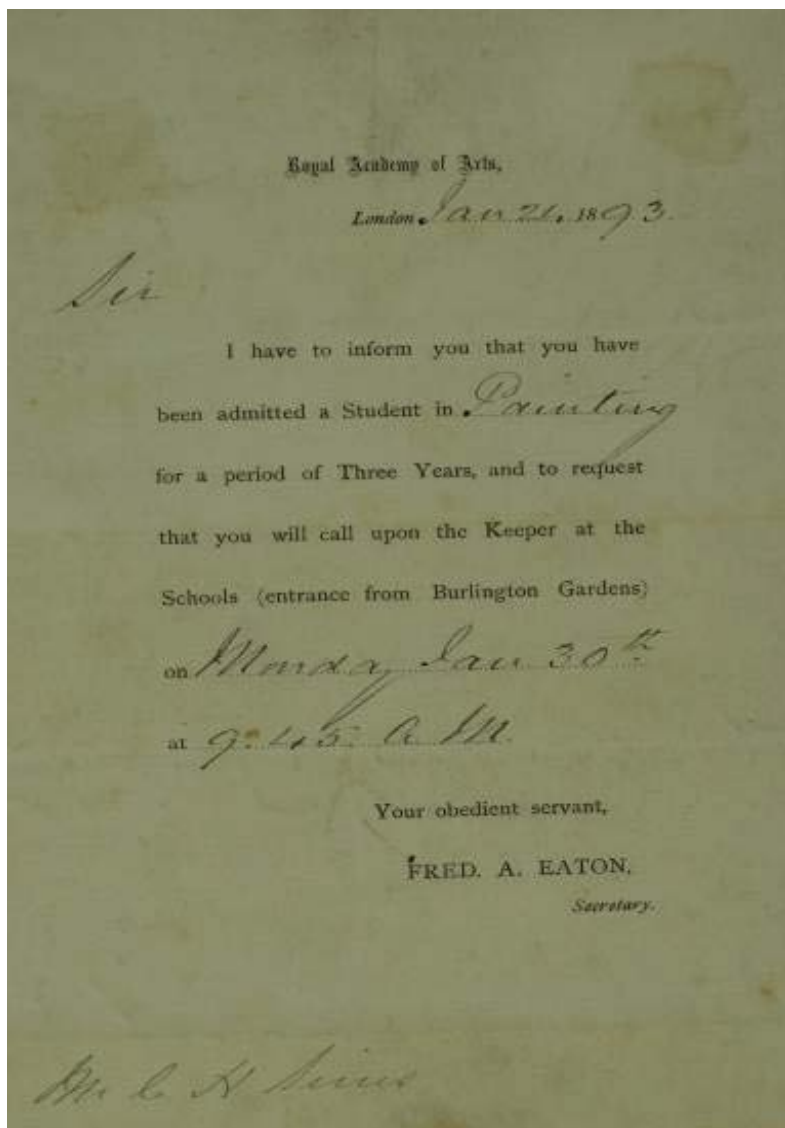 Royal Academy of Arts,
London Jan 21. 1893.
Sir
I have to inform you that you have
been admitted a Student in Painting
for a period of Three Years, and to request
that you will call upon the Keeper at the
Schools (entrance from Burlington Gardens)
on Monday Jan 30th
at 9.45 A M.
Your obedient servant,
FRED. A. EATON,
Secretary.
Mr C H Sims